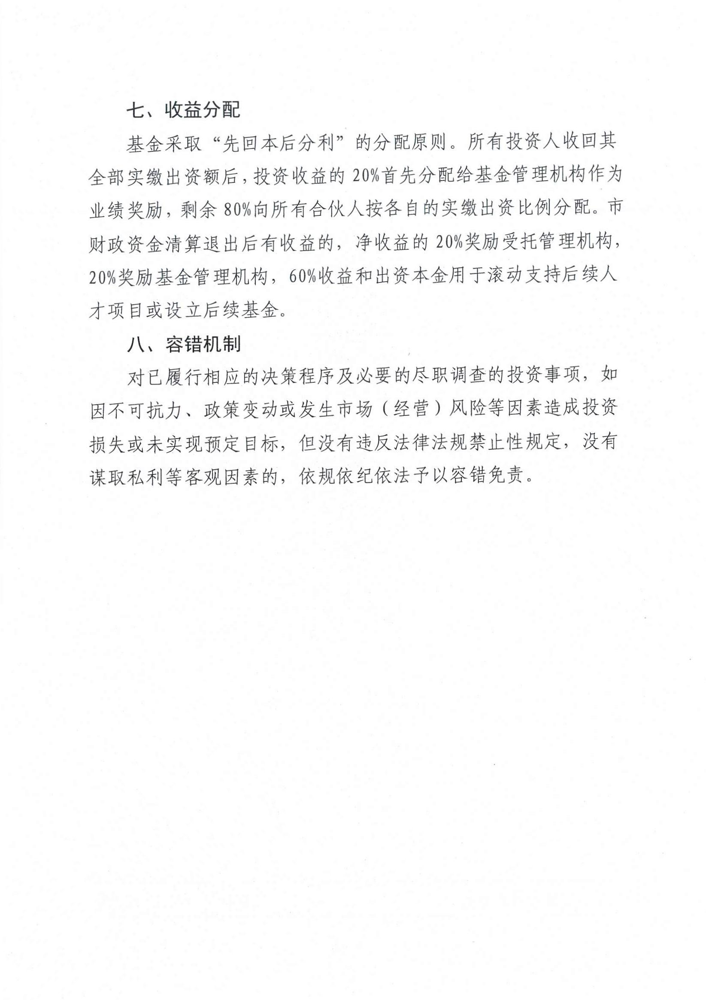 七、收益分配
基金采取“先回本后分利”的分配原则。所有投资人收回其
全部实缴出资额后，投资收益的 20%首先分配给基金管理机构作为
业绩奖励，剩余 80%向所有合伙人按各自的实缴出资比例分配。市
财政资金清算退出后有收益的，净收益的 20%奖励受托管理机构，
20%奖励基金管理机构，60%收益和出资本金用于滚动支持后续人
才项目或设立后续基金。
八、容错机制
对已履行相应的决策程序及必要的尽职调查的投资事项，如
因不可抗力、政策变动或发生市场（经营）风险等因素造成投资
损失或未实现预定目标，但没有违反法律法规禁止性规定，没有
谋取私利等客观因素的，依规依纪依法予以容错免责。